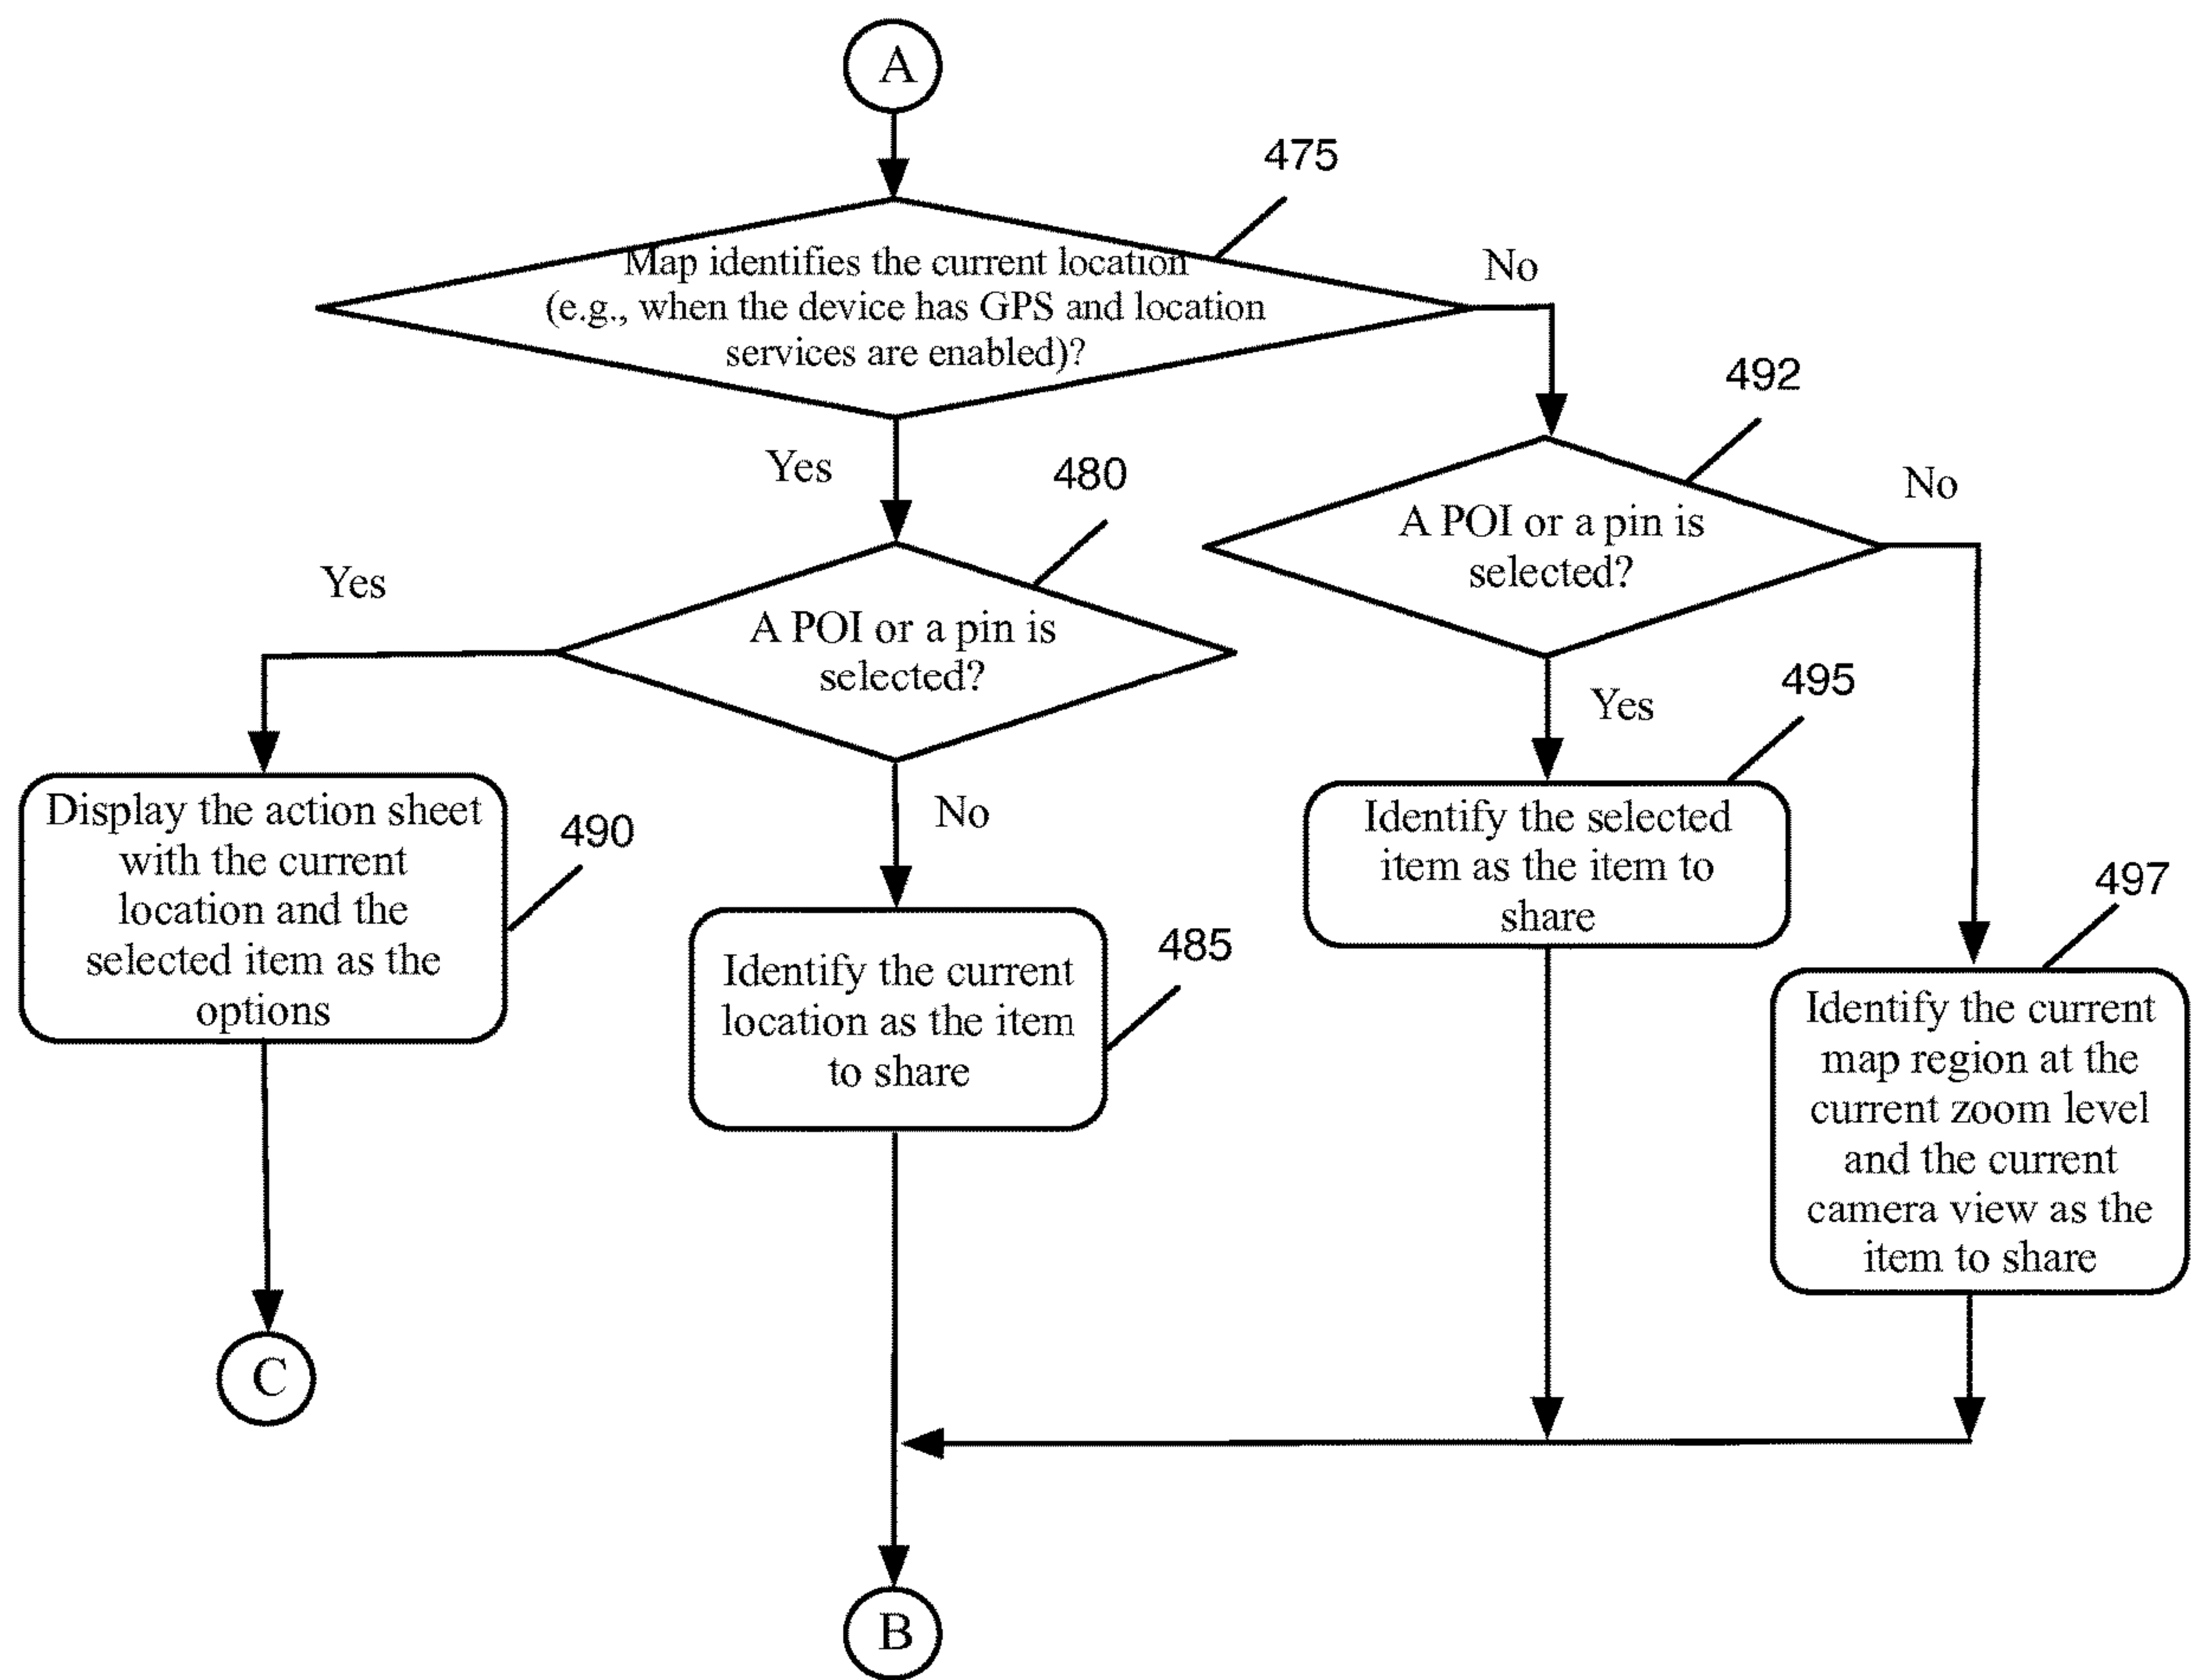 A
475
Map identifies the current location
(e.g., when the device has GPS and location
services are enabled)?
No
Yes
492
A POI or a pin is
selected?
No
480
A POI or a pin is
selected?
Yes
No
Yes
495
Identify the selected
item as the item to
share
Display the action sheet
with the current
location and the
selected item as the
options
490
485
Identify the current
location as the item
to share
497
Identify the current
map region at the
current zoom level
and the current
camera view as the
item to share
C
B